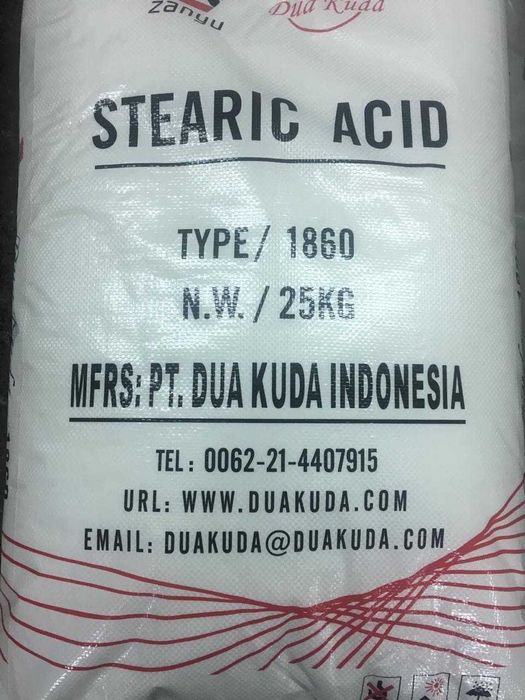 zanyu
Dua Kuda
STEARIC ACID
TYPE/ 1860
N.W. / 25KG
MFRS: PT. DUA KUDA INDONESIA
TEL: 0062-21-4407915
URL: WWW.DUAKUDA.COM
EMAIL: DUAKUDA@DUAKUDA.COM